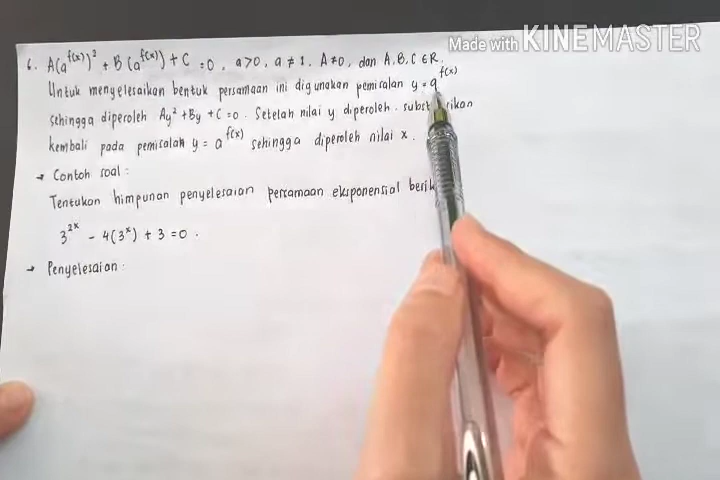 Made with KINEMASTER
6. A(a^f(x))² + B(a^f(x)) + C = 0. a>0, a ≠ 1. A≠0, dan A, B, C ∈ R.
Untuk menyelesaikan bentuk persamaan ini digunakan pemisalan y = a^f(x)
sehingga diperoleh Ay² + By + C = 0. Setelah nilai y diperoleh.
kembali pada pemisalan y = a^f(x) sehingga diperoleh nilai x.
→ Contoh soal :
Tentukan himpunan penyelesaian persamaan eksponensial
3^2x - 4(3^x) + 3 = 0.
→ Penyelesaian :